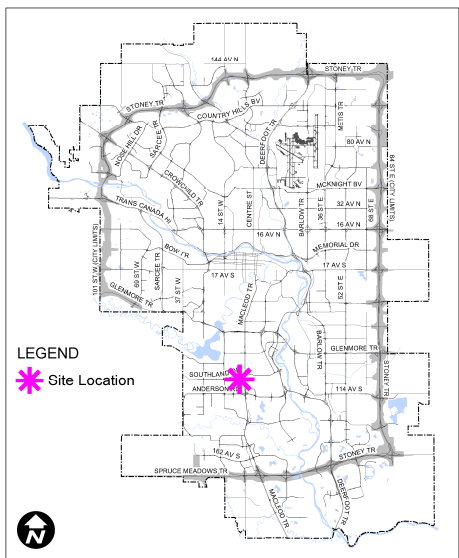 144 AV N
STONEY TR
STONEY TR
COUNTRY HILLS BV
METIS TR
NOSE HILL DR
SARCEE TR
DEERFOOT TR
80 AV N
CROWCHILD TR
MCKNIGHT BV
84 ST E (CITY LIMITS)
TRANS CANADA HI
14 ST W
CENTRE ST
BARLOW TR
36 ST E
32 AV N
68 ST E
16 AV N
16 AV N
101 ST W (CITY LIMITS)
BOW TR
MEMORIAL DR
69 ST W
SARCEE TR
37 ST W
17 AV S
17 AV S
52 ST E
GLENMORE TR
MACLEOD TR
BARLOW TR
GLENMORE TR
LEGEND
Site Location
SOUTHLAND
ANDERSON RD
114 AV S
STONEY TR
162 AV S
STONEY TR
SPRUCE MEADOWS TR
MACLEOD TR
DEERFOOT TR
N